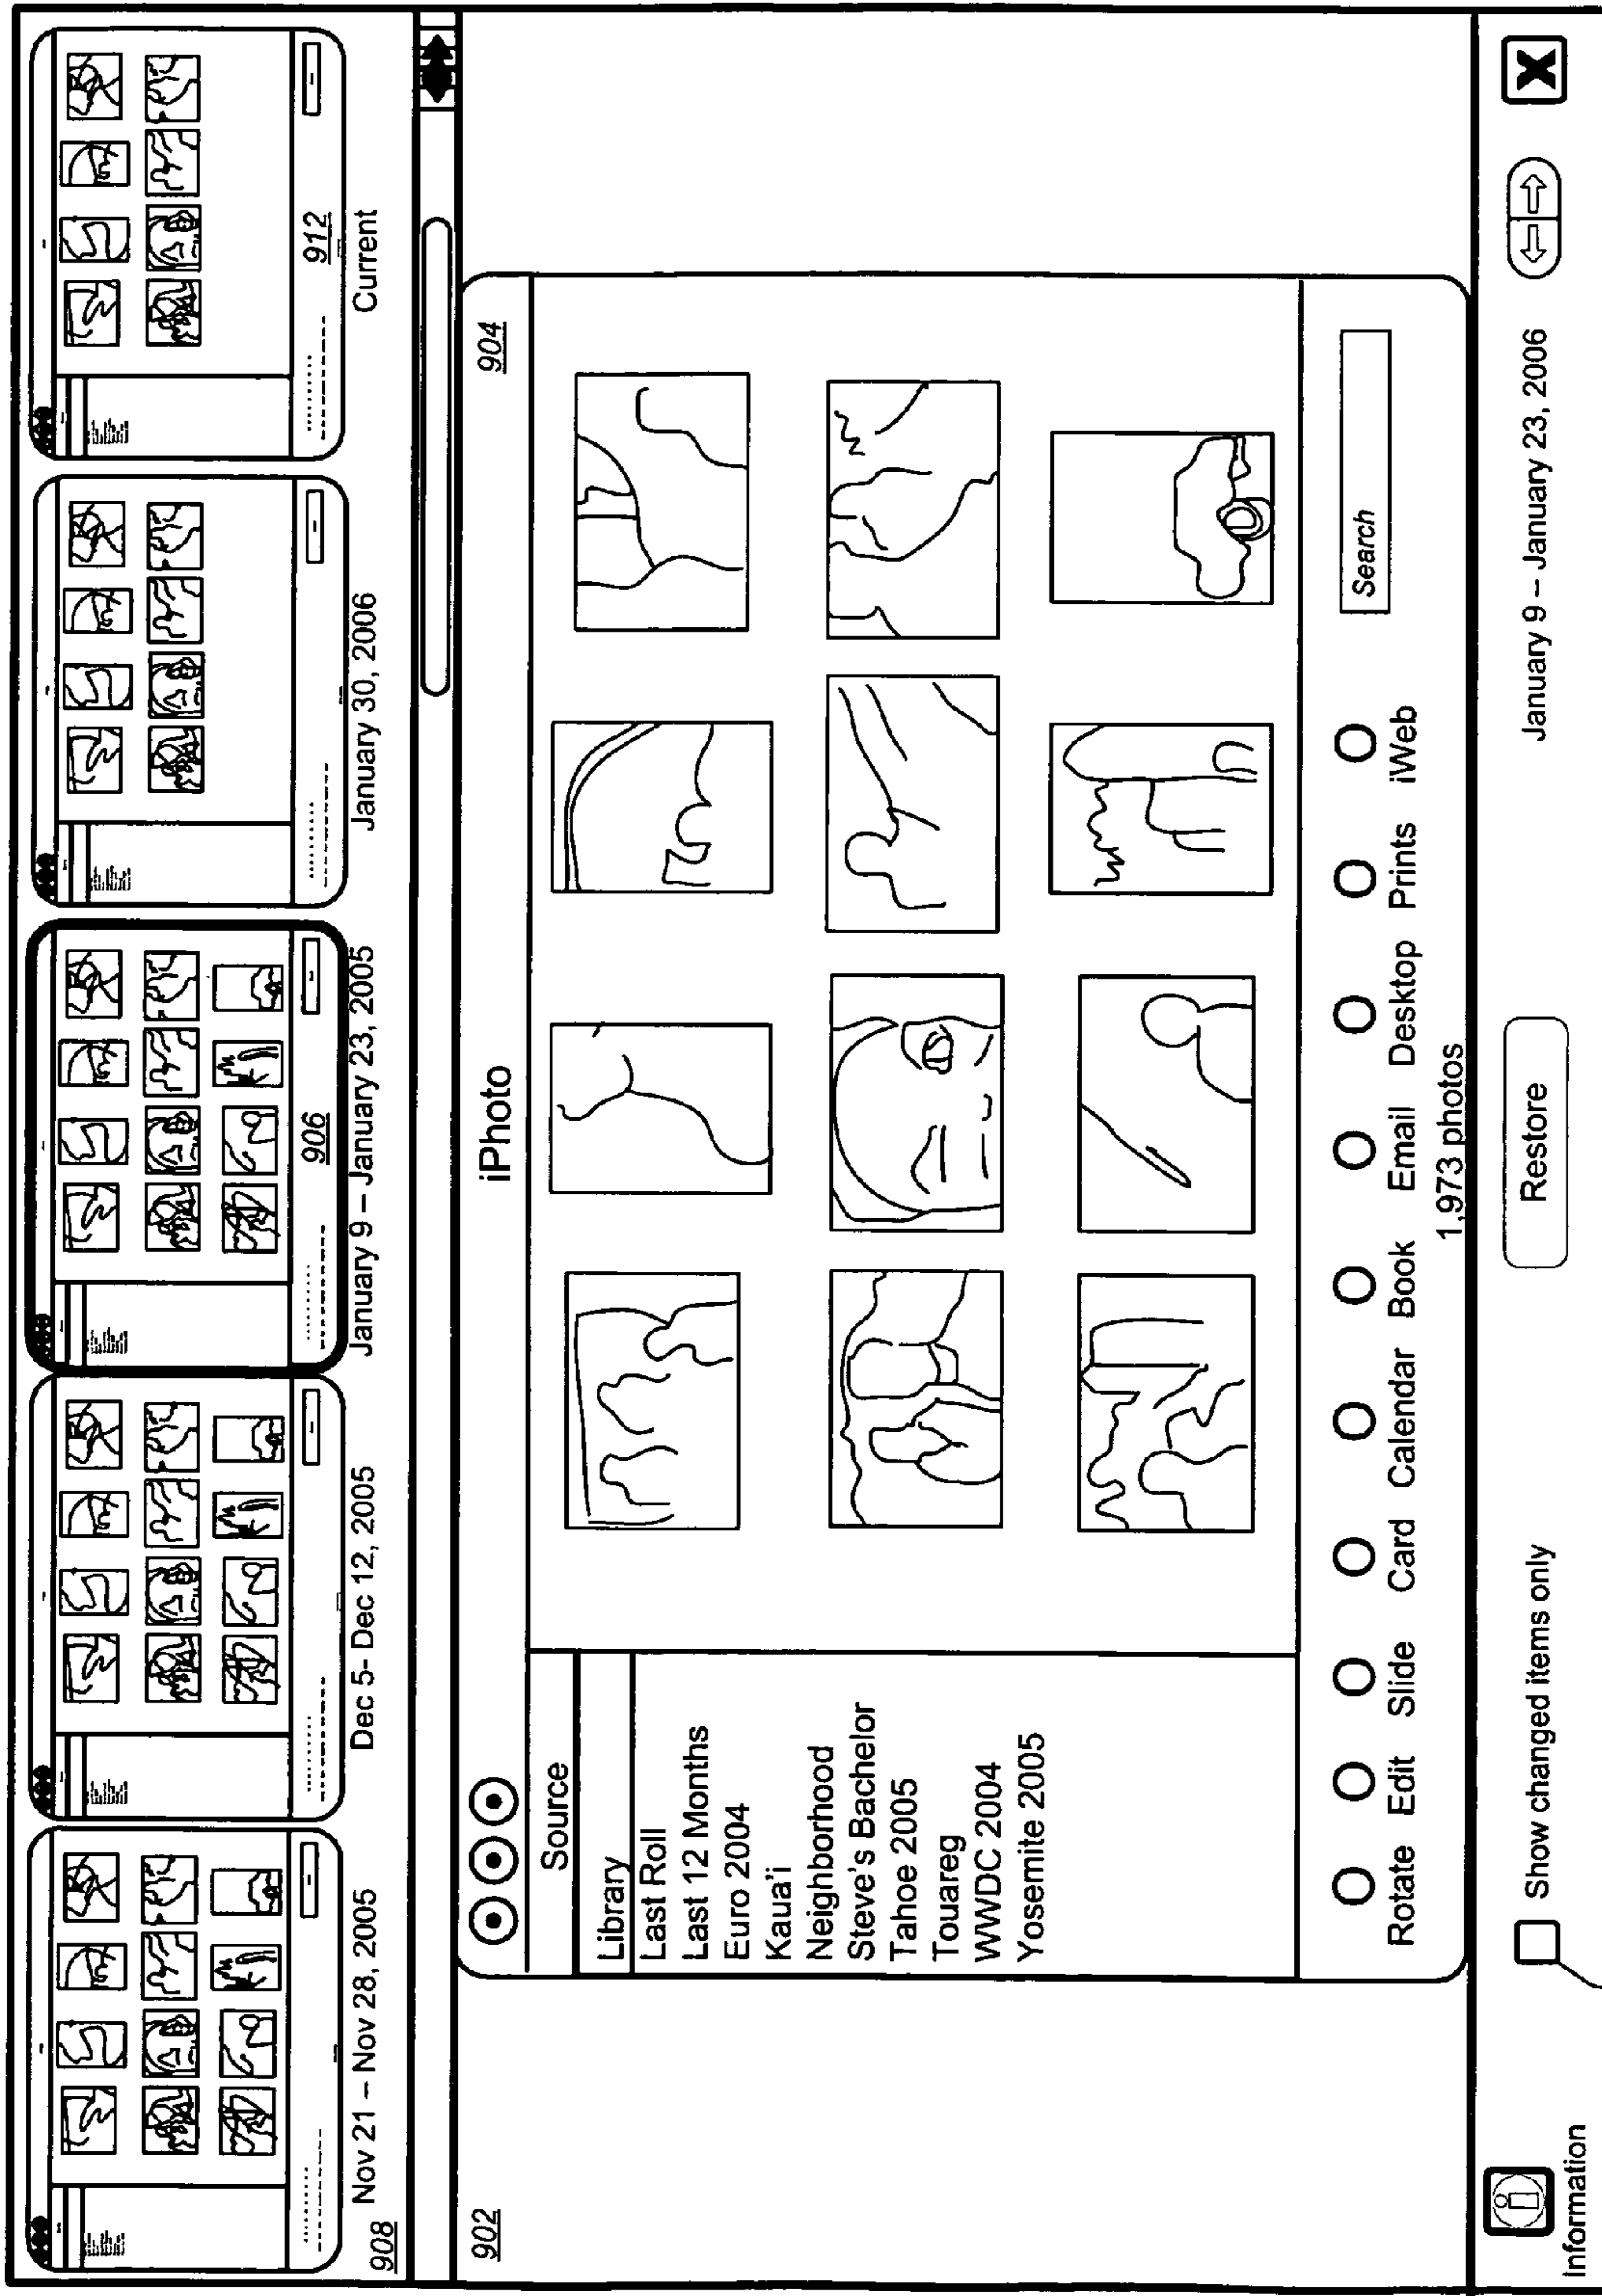 908
Nov 21 – Nov 28, 2005
Dec 5- Dec 12, 2005
906
January 9 – January 23, 2005
January 30, 2006
912
Current
902
iPhoto
904
Source
Library
Last Roll
Last 12 Months
Euro 2004
Kaua'i
Neighborhood
Steve's Bachelor
Tahoe 2005
Touareg
WWDC 2004
Yosemite 2005
Search
Rotate Edit Slide Card Calendar Book Email Desktop Prints iWeb
1,973 photos
Information
Show changed items only
Restore
January 9 – January 23, 2006
X